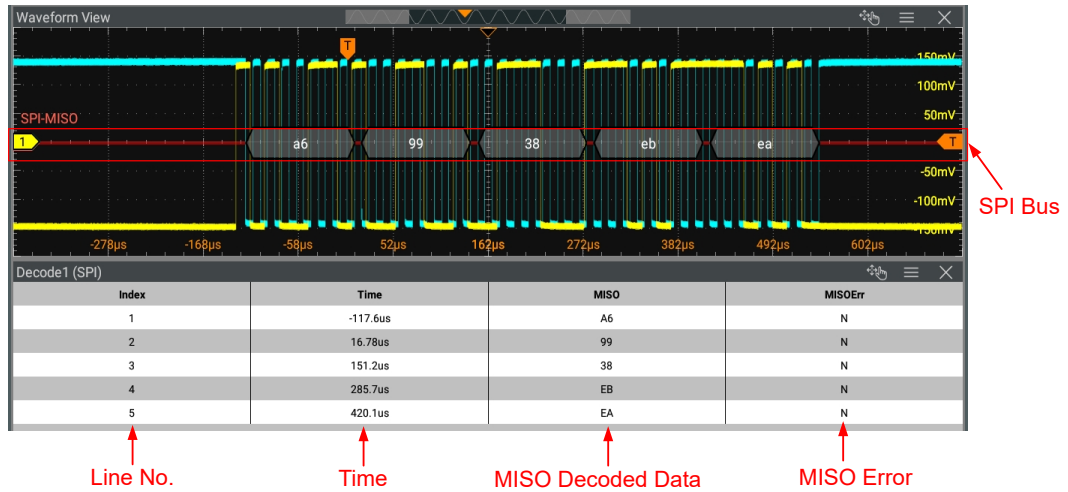 Waveform View
T
150mV
100mV
SPI-MISO
50mV
1
a6 99 38 eb ea
T
-50mV
-100mV
SPI Bus
-150mV
-278µs -168µs -58µs 52µs 162µs 272µs 382µs 492µs 602µs
Decode1 (SPI)
Index Time MISO MISOErr
1 -117.6us A6 N
2 16.78us 99 N
3 151.2us 38 N
4 285.7us EB N
5 420.1us EA N
Line No. Time MISO Decoded Data MISO Error